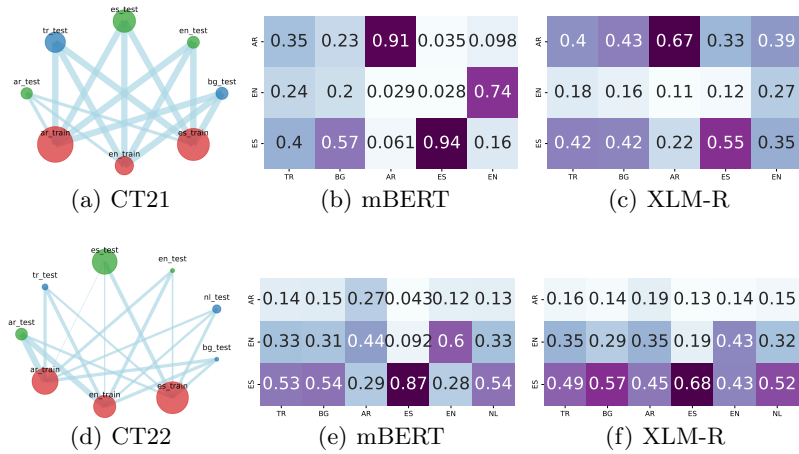 es_test
tr_test
en_test
ar_test
bg_test
ar_train
es_train
en_train
(a) CT21
AR 0.35 0.23 0.91 0.035 0.098
EN 0.24 0.2 0.029 0.028 0.74
ES 0.4 0.57 0.061 0.94 0.16
TR BG AR ES EN
(b) mBERT
AR 0.4 0.43 0.67 0.33 0.39
EN 0.18 0.16 0.11 0.12 0.27
ES 0.42 0.42 0.22 0.55 0.35
TR BG AR ES EN
(c) XLM-R
es_test
en_test
tr_test
nl_test
ar_test
bg_test
ar_train
es_train
en_train
(d) CT22
AR 0.14 0.15 0.27 0.043 0.12 0.13
EN 0.33 0.31 0.44 0.092 0.6 0.33
ES 0.53 0.54 0.29 0.87 0.28 0.54
TR BG AR ES EN NL
(e) mBERT
AR 0.16 0.14 0.19 0.13 0.14 0.15
EN 0.35 0.29 0.35 0.19 0.43 0.32
ES 0.49 0.57 0.45 0.68 0.43 0.52
TR BG AR ES EN NL
(f) XLM-R